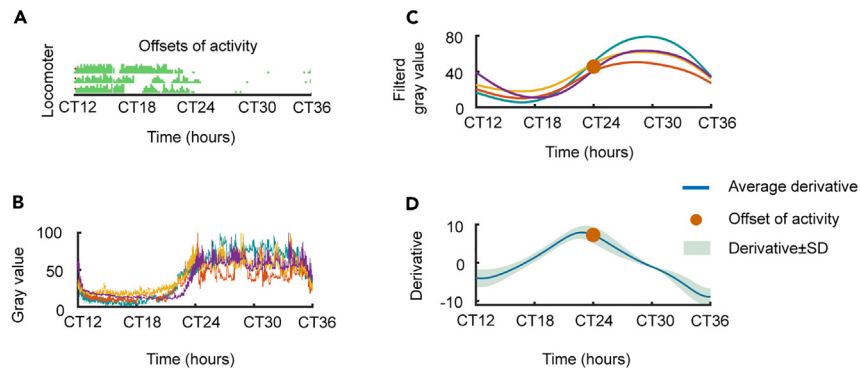 A
Offsets of activity
Locomoter
CT12 CT18 CT24 CT30 CT36
Time (hours)
B
Gray value
100
50
0
CT12 CT18 CT24 CT30 CT36
Time (hours)
C
Filterd
gray value
80
40
0
CT12 CT18 CT24 CT30 CT36
Time (hours)
D
Derivative
10
0
-10
CT12 CT18 CT24 CT30 CT36
Time (hours)
Average derivative
Offset of activity
Derivative±SD